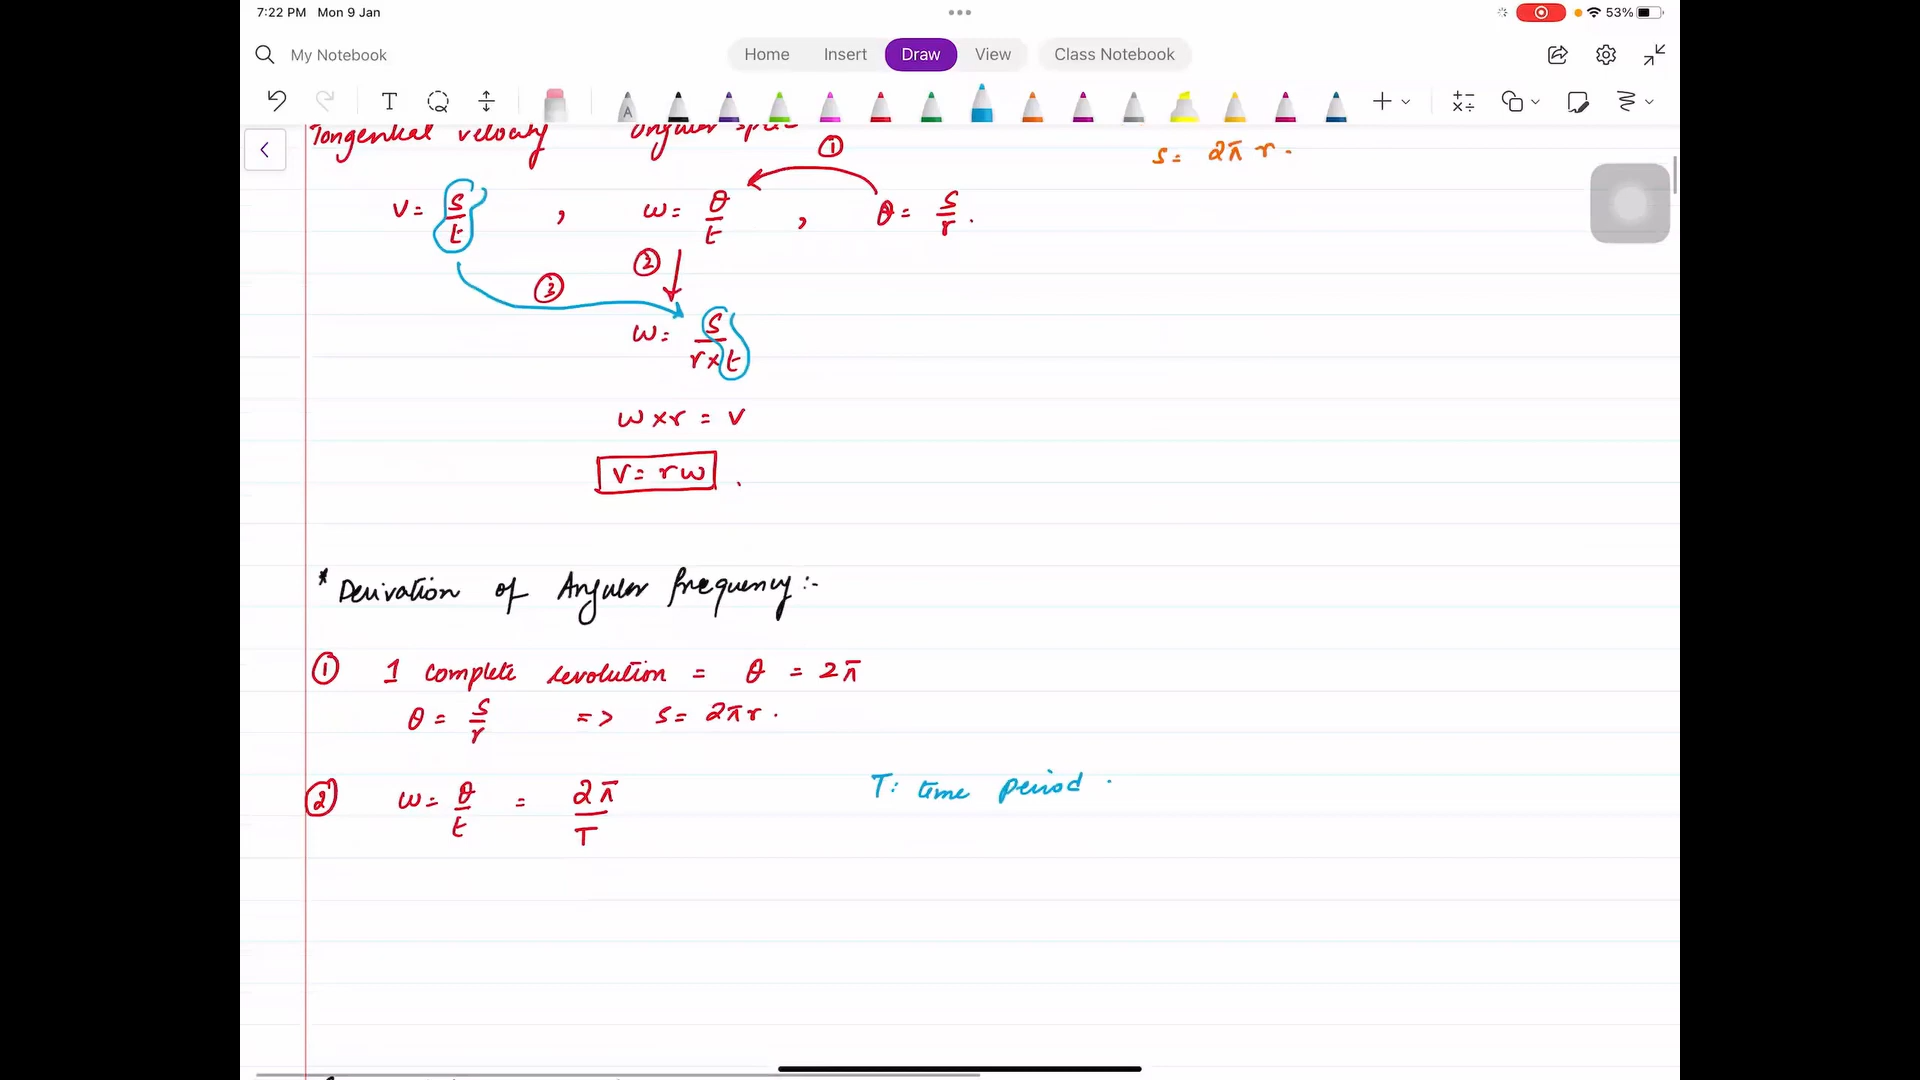 7:22 PM Mon 9 Jan
53%
My Notebook
Home Insert Draw View Class Notebook
T
A
Tangential velocity Angular
s = 2π r.
①
v = s/t , ω = θ/t , θ = s/r .
②
③
ω = s/r×t
ω × r = v
v = rω .
* Derivation of Angular frequency :-
① 1 complete revolution = θ = 2π
θ = s/r => s = 2πr .
② ω = θ/t = 2π/T
T : time period .